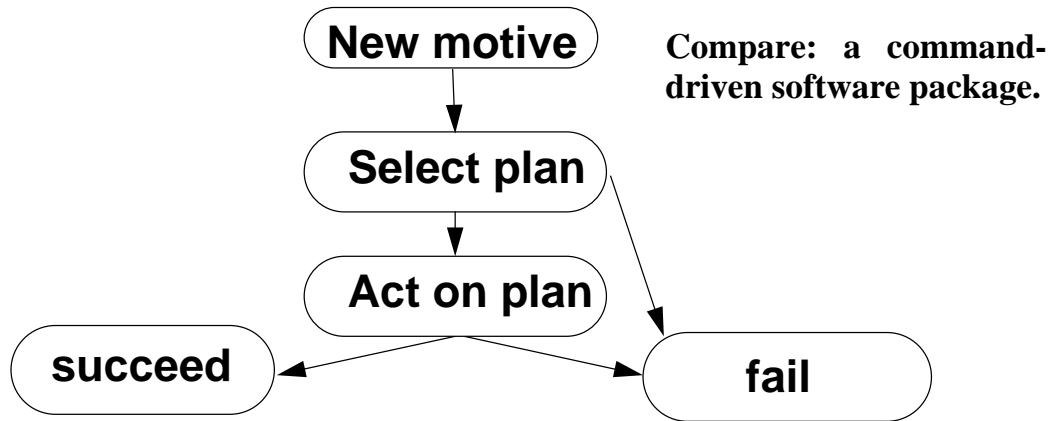 New motive
Compare: a command-
driven software package.
Select plan
Act on plan
succeed
fail